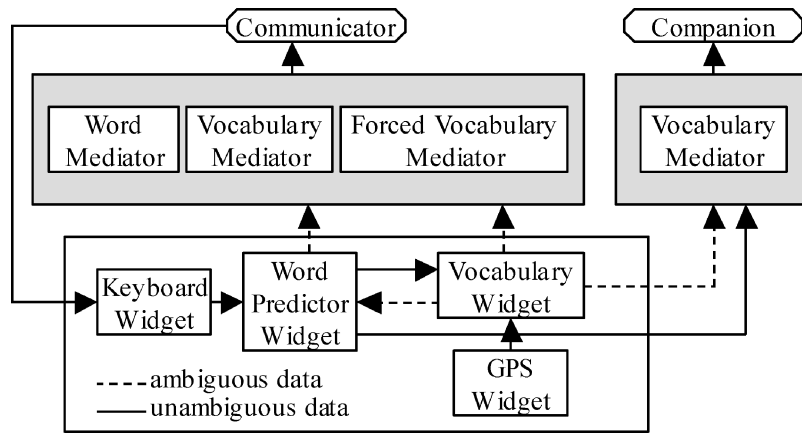 Communicator
Companion
Word
Mediator
Vocabulary
Mediator
Forced Vocabulary
Mediator
Vocabulary
Mediator
Keyboard
Widget
Word
Predictor
Widget
Vocabulary
Widget
GPS
Widget
ambiguous data
unambiguous data